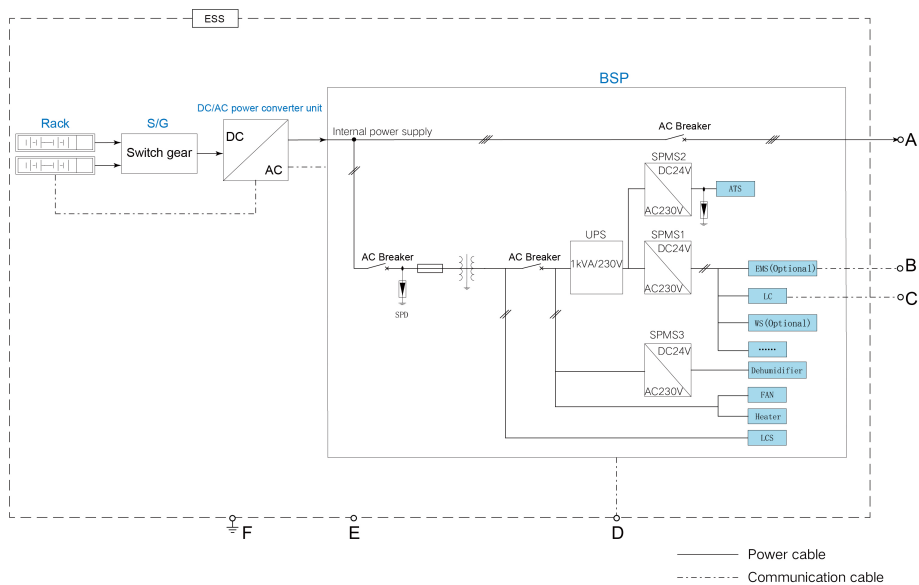 ESS
BSP
Rack
S/G
DC/AC power converter unit
Switch gear
DC
AC
Internal power supply
AC Breaker
A
SPMS2
DC24V
AC230V
ATS
UPS
1kVA/230V
SPMS1
DC24V
AC230V
AC Breaker
AC Breaker
SPD
EMS(Optional)
B
LC
C
WS(Optional)
......
SPMS3
DC24V
AC230V
Dehumidifier
FAN
Heater
LCS
F
E
D
Power cable
Communication cable